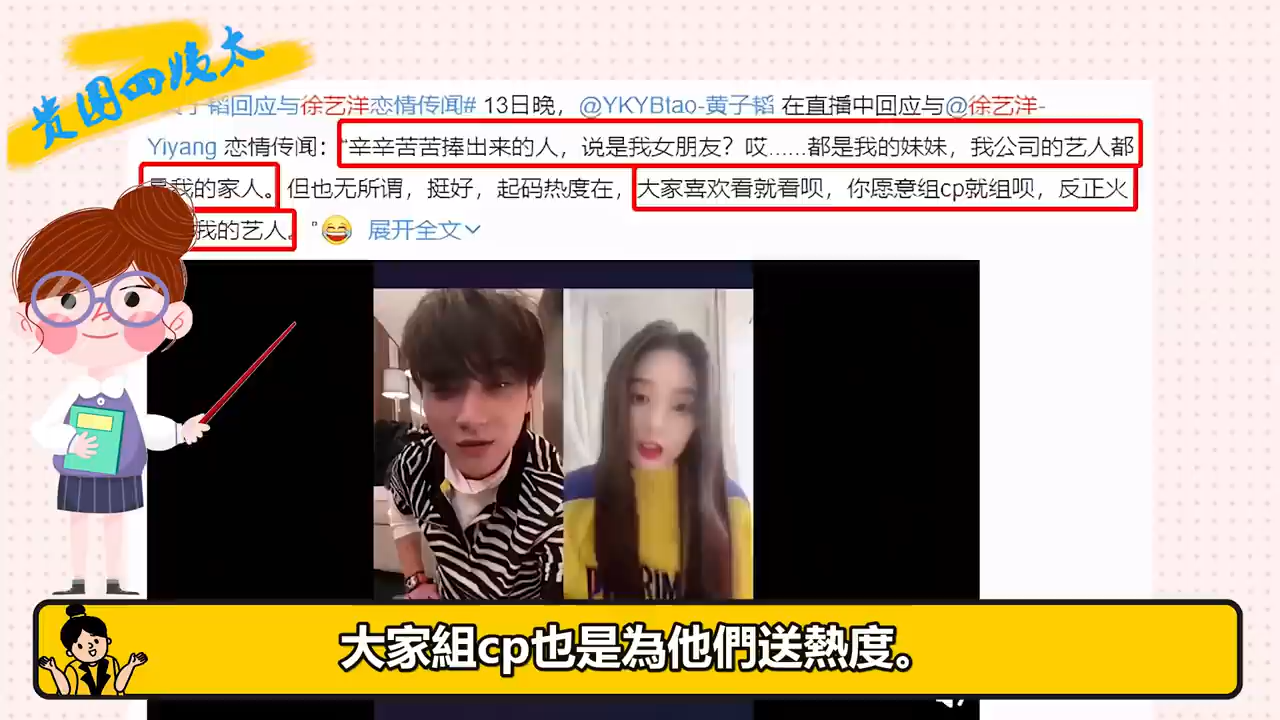 贵圈四姨太
子韬回应与徐艺洋恋情传闻# 13日晚，@YKYBtao-黄子韬 在直播中回应与@徐艺洋-
Yiyang 恋情传闻：“辛辛苦苦捧出来的人，说是我女朋友？哎……都是我的妹妹，我公司的艺人都
是我的家人。但也无所谓，挺好，起码热度在，大家喜欢看就看呗，你愿意组cp就组呗，反正火
我的艺人。”😂 展开全文
大家組cp也是為他們送熱度。